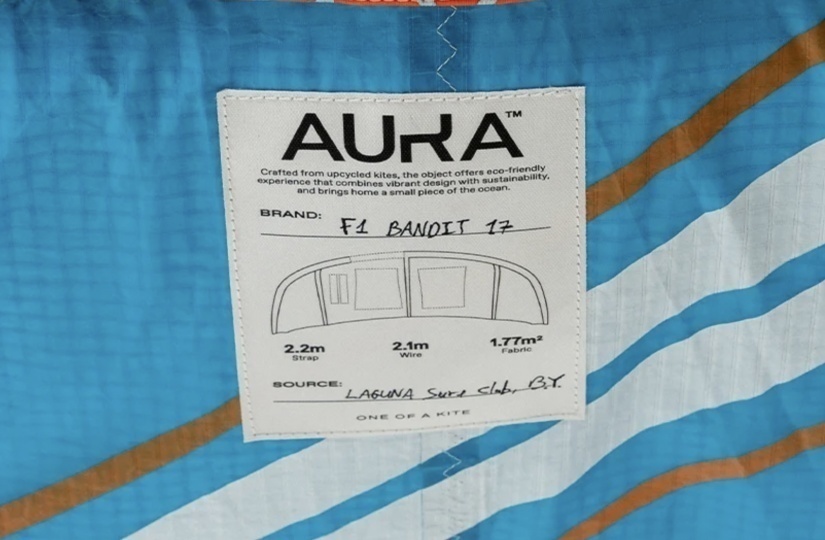 AURA™
Crafted from upcycled kites, the object offers eco-friendly
experience that combines vibrant design with sustainability,
and brings home a small piece of the ocean.
BRAND: F1 BANDIT 17
2.2m 2.1m 1.77m²
Strap Wire Fabric
SOURCE: LAGUNA Surf Club, B.Y.
ONE OF A KITE